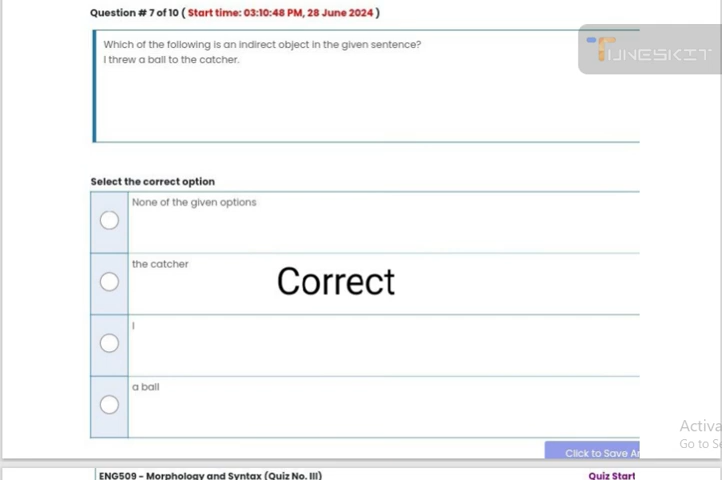 Question # 7 of 10 ( Start time: 03:10:48 PM, 28 June 2024 )
TUNESKIT
Which of the following is an indirect object in the given sentence?
I threw a ball to the catcher.
Select the correct option
None of the given options
the catcher
Correct
I
a ball
Activa
Click to Save An
Go to Se
ENG509 - Morphology and Syntax (Quiz No. III)
Quiz Start